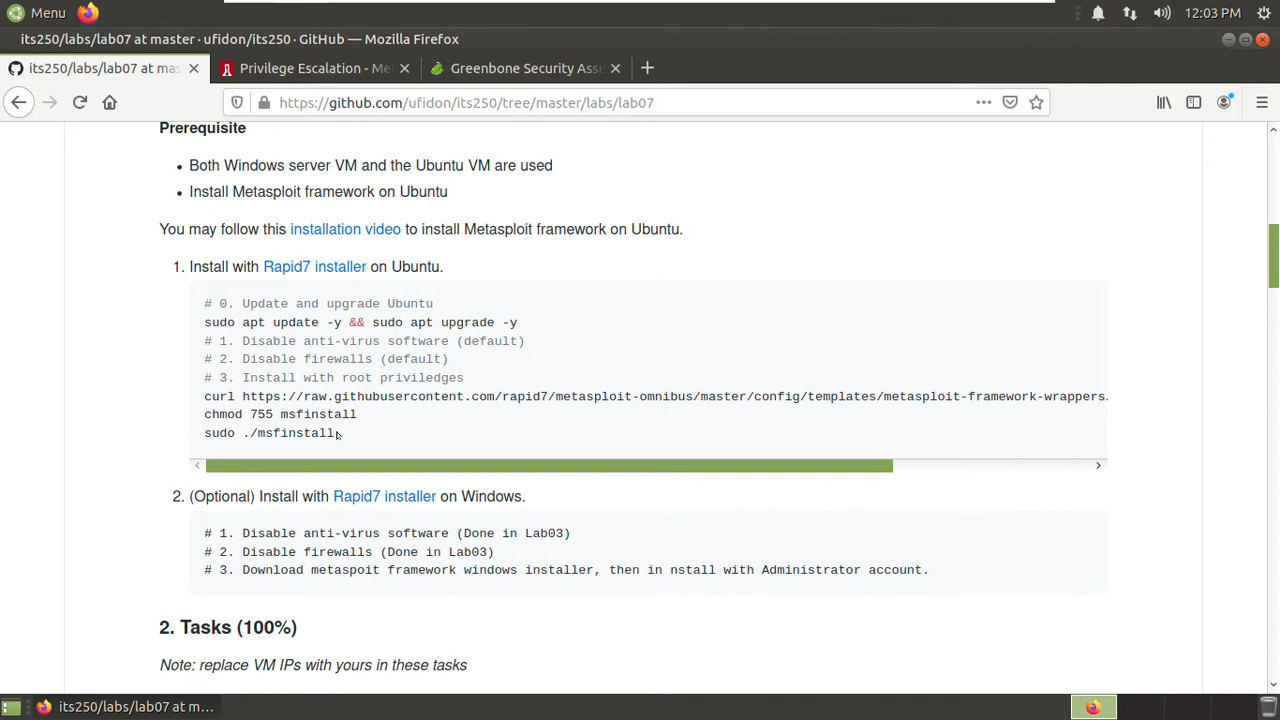 Menu
12:03 PM
its250/labs/lab07 at master · ufidon/its250 · GitHub — Mozilla Firefox
its250/labs/lab07 at mas
Privilege Escalation - Me
Greenbone Security Assi
https://github.com/ufidon/its250/tree/master/labs/lab07
Prerequisite
• Both Windows server VM and the Ubuntu VM are used
• Install Metasploit framework on Ubuntu
You may follow this installation video to install Metasploit framework on Ubuntu.
1. Install with Rapid7 installer on Ubuntu.
# 0. Update and upgrade Ubuntu
sudo apt update -y && sudo apt upgrade -y
# 1. Disable anti-virus software (default)
# 2. Disable firewalls (default)
# 3. Install with root priviledges
curl https://raw.githubusercontent.com/rapid7/metasploit-omnibus/master/config/templates/metasploit-framework-wrappers.
chmod 755 msfinstall
sudo ./msfinstall
2. (Optional) Install with Rapid7 installer on Windows.
# 1. Disable anti-virus software (Done in Lab03)
# 2. Disable firewalls (Done in Lab03)
# 3. Download metaspoit framework windows installer, then in nstall with Administrator account.
2. Tasks (100%)
Note: replace VM IPs with yours in these tasks
its250/labs/lab07 at m...